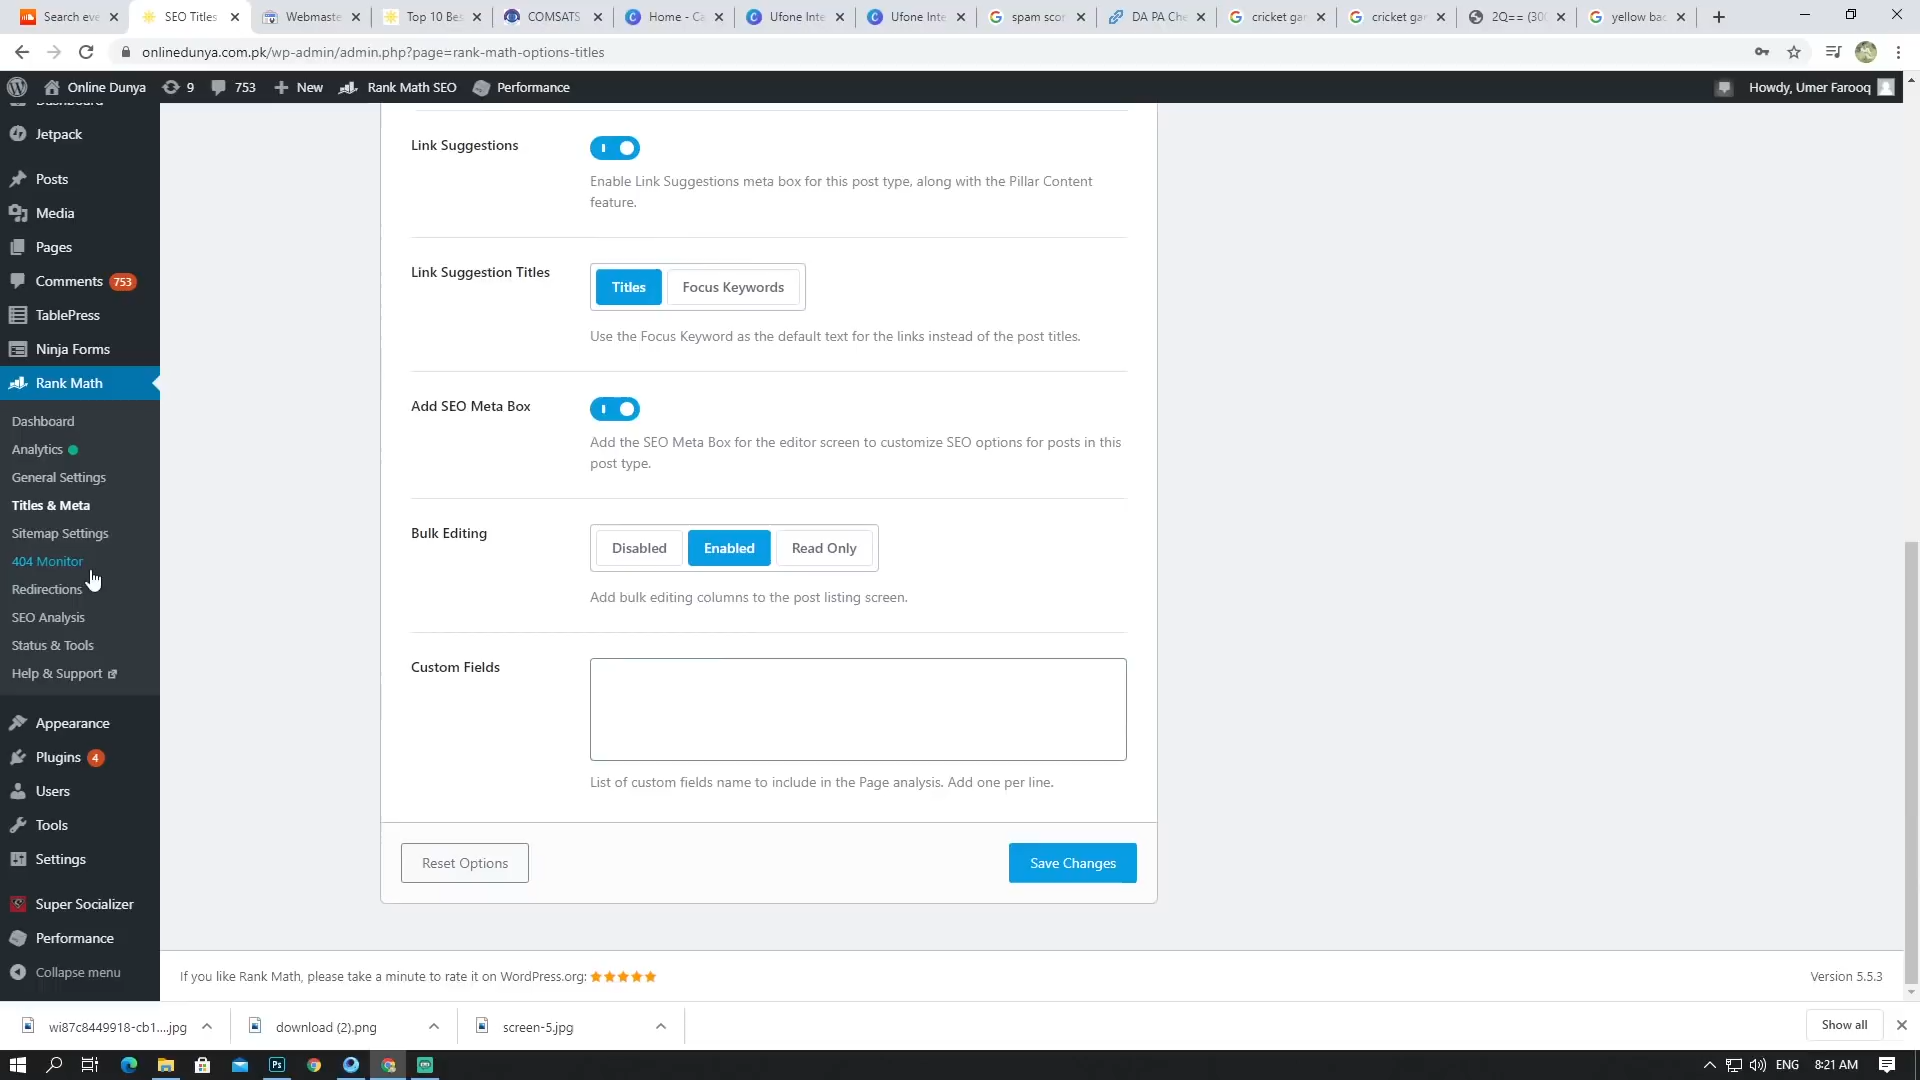 Search eve
SEO Titles
Webmaste
Top 10 Bes
COMSATS
Home - Ca
Ufone Inte
Ufone Inte
spam scor
DA PA Che
cricket gar
cricket gar
2Q== (300
yellow bac
onlinedunya.com.pk/wp-admin/admin.php?page=rank-math-options-titles
Online Dunya
9
753
New
Rank Math SEO
Performance
Howdy, Umer Farooq
Dashboard
Jetpack
Posts
Media
Pages
Comments 753
TablePress
Ninja Forms
Rank Math
Dashboard
Analytics
General Settings
Titles & Meta
Sitemap Settings
404 Monitor
Redirections
SEO Analysis
Status & Tools
Help & Support
Appearance
Plugins 4
Users
Tools
Settings
Super Socializer
Performance
Collapse menu
Link Suggestions
Enable Link Suggestions meta box for this post type, along with the Pillar Content
feature.
Link Suggestion Titles
Titles
Focus Keywords
Use the Focus Keyword as the default text for the links instead of the post titles.
Add SEO Meta Box
Add the SEO Meta Box for the editor screen to customize SEO options for posts in this
post type.
Bulk Editing
Disabled
Enabled
Read Only
Add bulk editing columns to the post listing screen.
Custom Fields
List of custom fields name to include in the Page analysis. Add one per line.
Reset Options
Save Changes
If you like Rank Math, please take a minute to rate it on WordPress.org:
Version 5.5.3
wi87c8449918-cb1....jpg
download (2).png
screen-5.jpg
Show all
Ps
ENG
8:21 AM